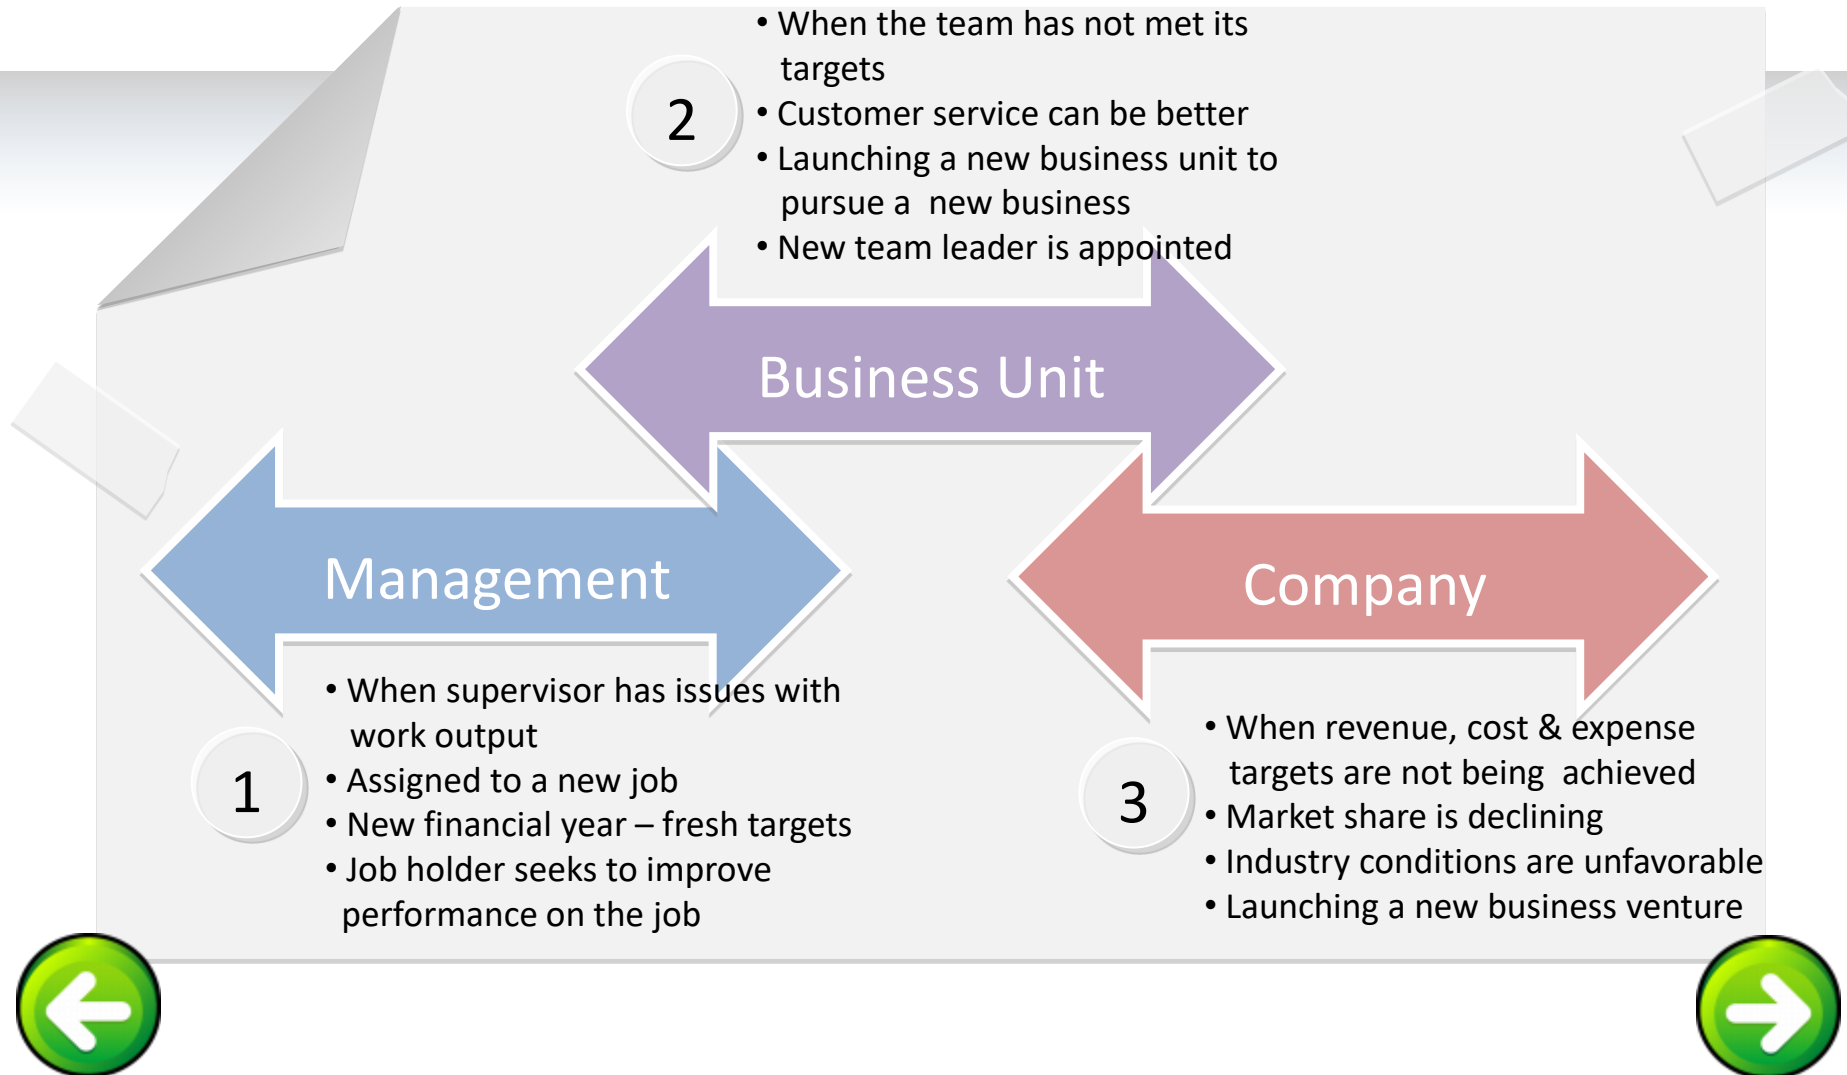 • When the team has not met its
targets
• Customer service can be better
• Launching a new business unit to
pursue a  new business
• New team leader is appointed
2
Business Unit
Management
Company
1
• When supervisor has issues with
work output
• Assigned to a new job
• New financial year – fresh targets
• Job holder seeks to improve
performance on the job
3
• When revenue, cost & expense
targets are not being  achieved
• Market share is declining
• Industry conditions are unfavorable
• Launching a new business venture